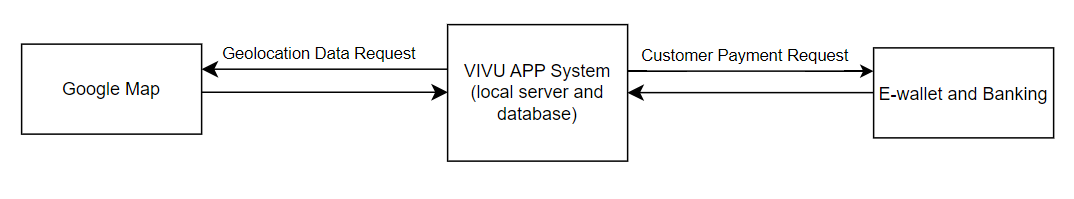 Geolocation Data Request
Customer Payment Request
Google Map
VIVU APP System
(local server and
database)
E-wallet and Banking